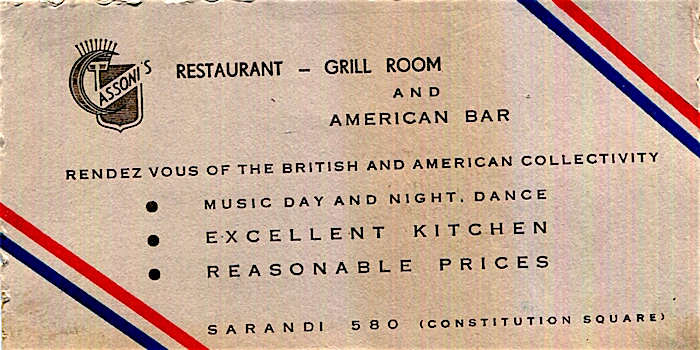 CTASSONI'S
RESTAURANT – GRILL ROOM
AND
AMERICAN BAR
RENDEZ VOUS OF THE BRITISH AND AMERICAN COLLECTIVITY
● MUSIC DAY AND NIGHT, DANCE
● EXCELLENT KITCHEN
● REASONABLE PRICES
SARANDI 580 (CONSTITUTION SQUARE)